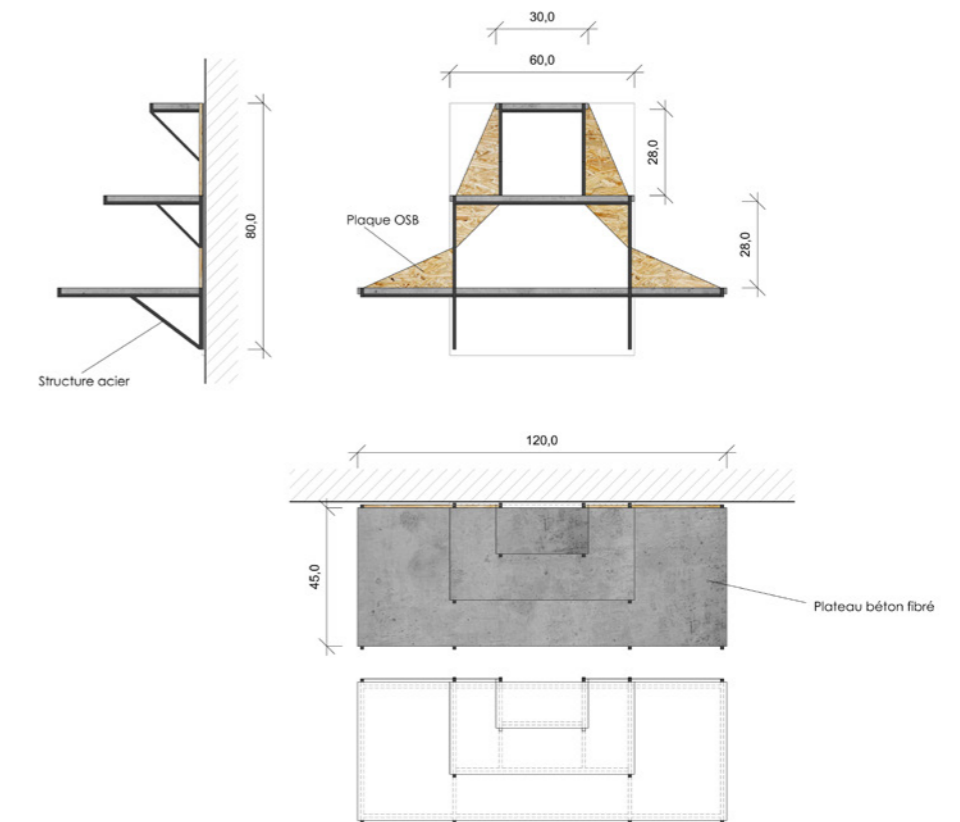 30,0
60,0
28,0
80,0
Plaque OSB
28,0
Structure acier
120,0
45,0
Plateau béton fibré